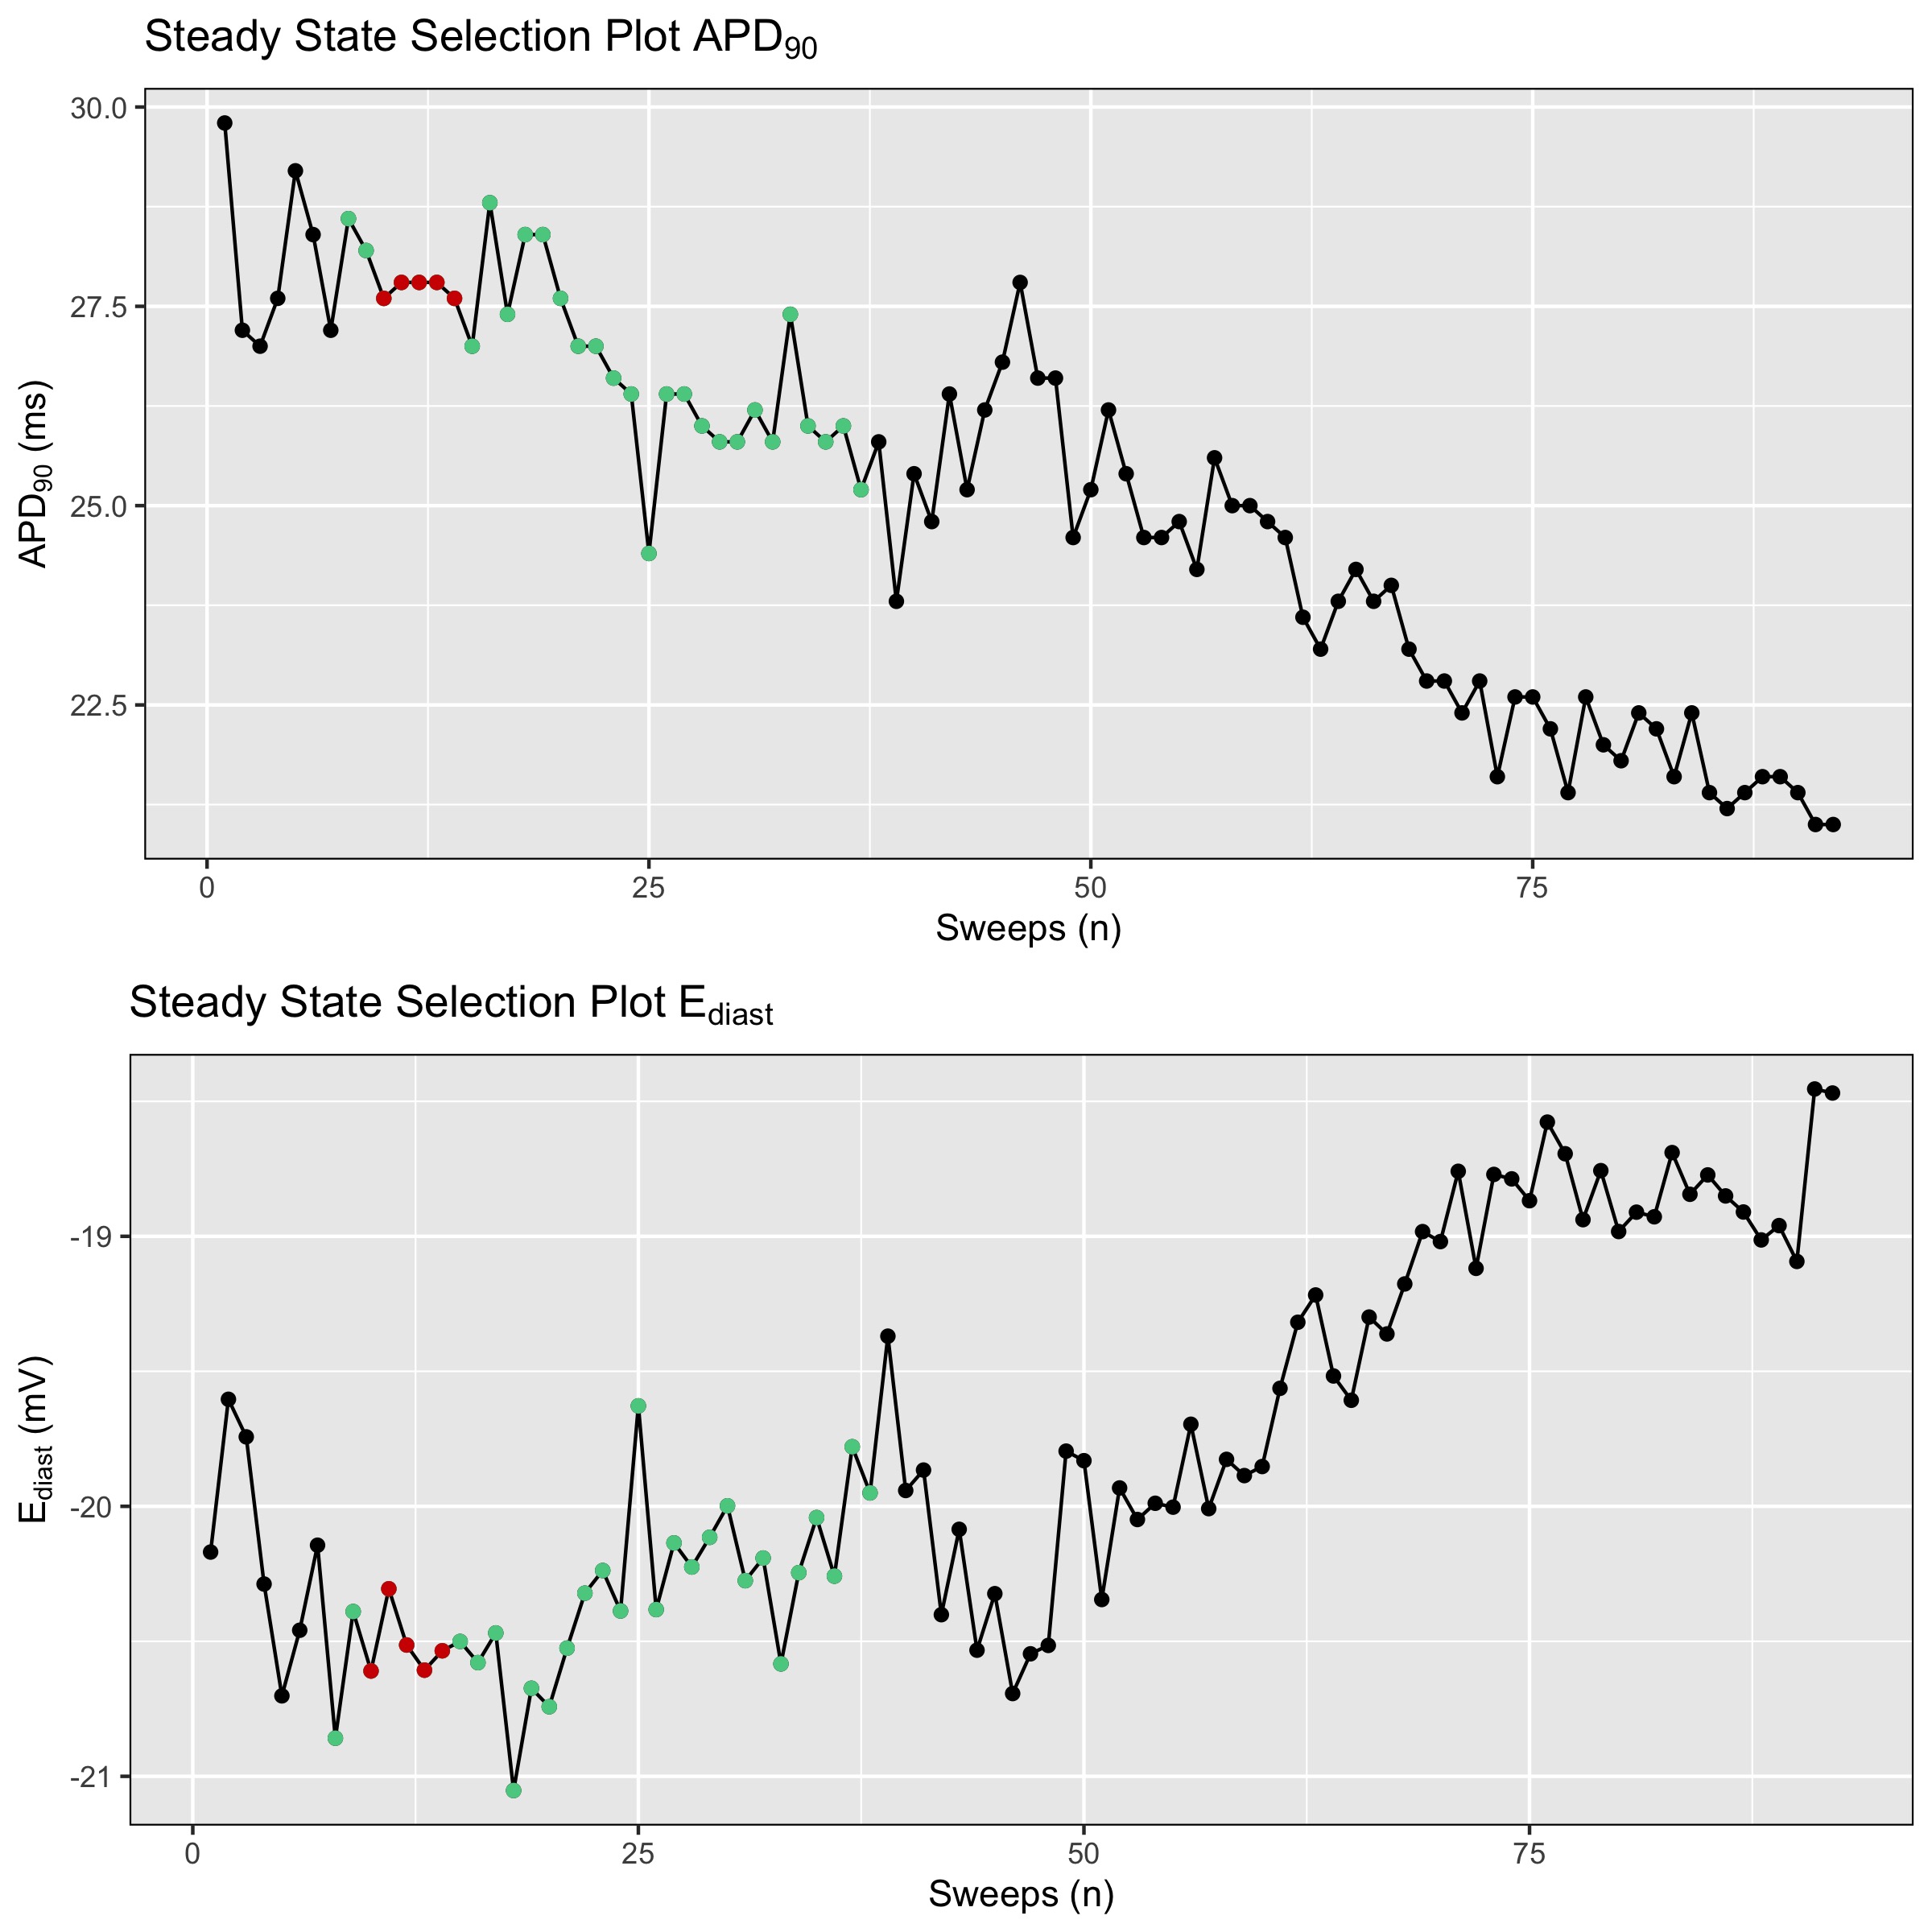 Steady State Selection Plot APD90
30.0
27.5
25.0
22.5
APD90 (ms)
0 25 50 75
Sweeps (n)
Steady State Selection Plot Ediast
-19
-20
-21
Ediast (mV)
0 25 50 75
Sweeps (n)